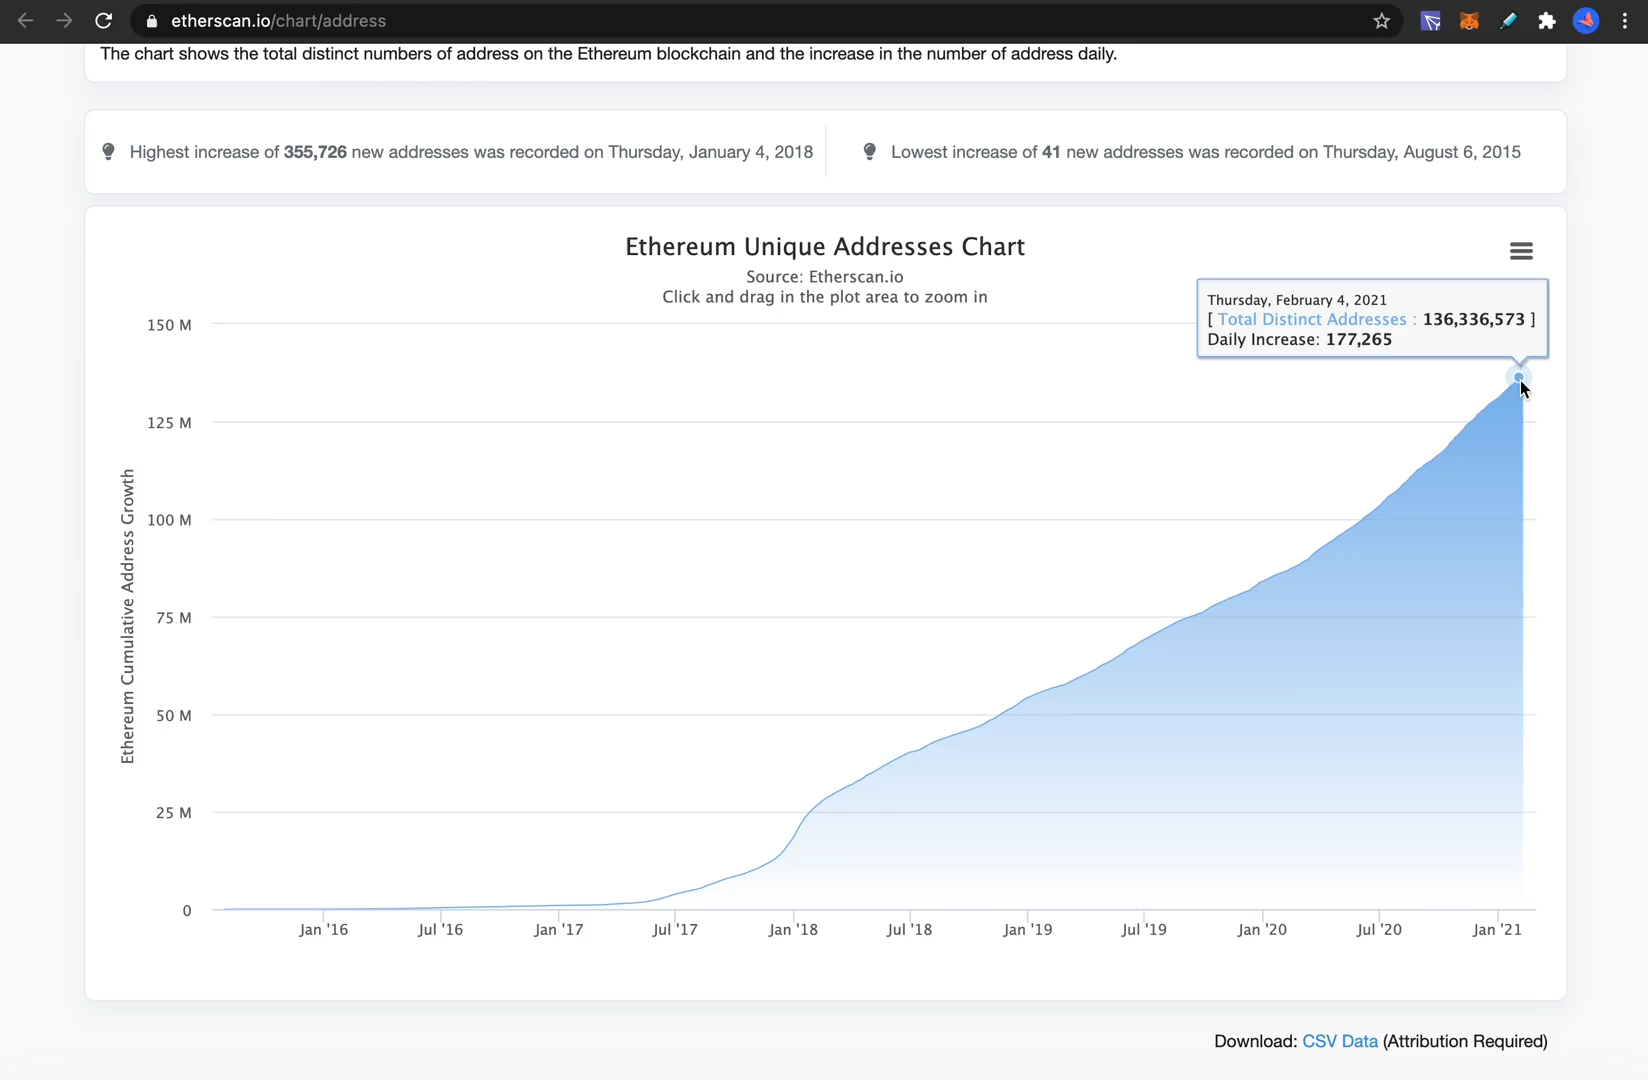 etherscan.io/chart/address
The chart shows the total distinct numbers of address on the Ethereum blockchain and the increase in the number of address daily.
Highest increase of 355,726 new addresses was recorded on Thursday, January 4, 2018
Lowest increase of 41 new addresses was recorded on Thursday, August 6, 2015
Ethereum Unique Addresses Chart
Source: Etherscan.io
Click and drag in the plot area to zoom in
Thursday, February 4, 2021
[ Total Distinct Addresses : 136,336,573 ]
Daily Increase: 177,265
Ethereum Cumulative Address Growth
150 M
125 M
100 M
75 M
50 M
25 M
0
Jan '16 Jul '16 Jan '17 Jul '17 Jan '18 Jul '18 Jan '19 Jul '19 Jan '20 Jul '20 Jan '21
Download: CSV Data (Attribution Required)